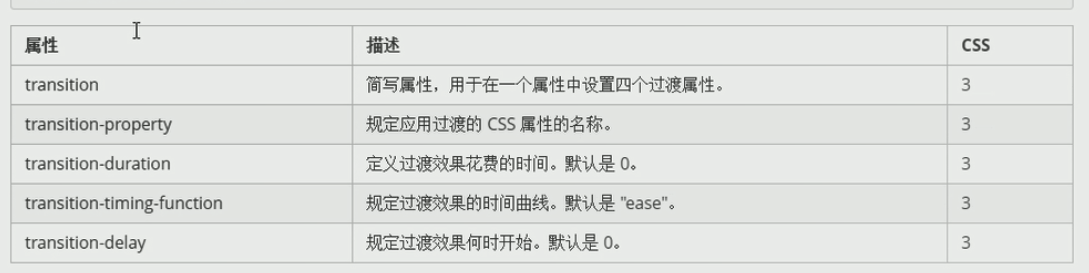 属性 描述 CSS
transition 简写属性，用于在一个属性中设置四个过渡属性。 3
transition-property 规定应用过渡的 CSS 属性的名称。 3
transition-duration 定义过渡效果花费的时间。默认是 0。 3
transition-timing-function 规定过渡效果的时间曲线。默认是 "ease"。 3
transition-delay 规定过渡效果何时开始。默认是 0。 3